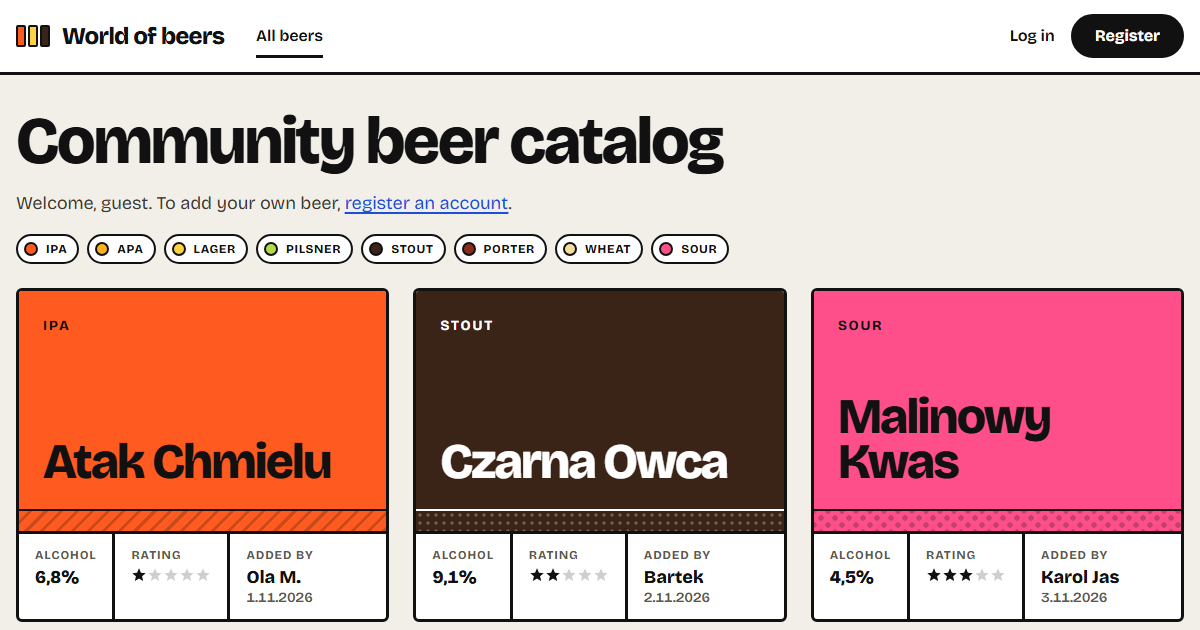 World of beers
All beers
Log in
Register
Community beer catalog
Welcome, guest. To add your own beer, register an account.
IPA
APA
LAGER
PILSNER
STOUT
PORTER
WHEAT
SOUR
IPA
Atak Chmielu
ALCOHOL
6,8%
RATING
ADDED BY
Ola M.
1.11.2026
STOUT
Czarna Owca
ALCOHOL
9,1%
RATING
ADDED BY
Bartek
2.11.2026
SOUR
Malinowy
Kwas
ALCOHOL
4,5%
RATING
ADDED BY
Karol Jas
3.11.2026